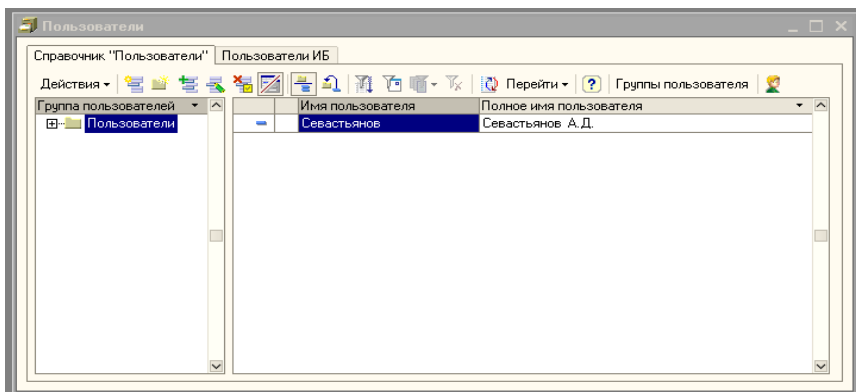 Пользователи
Справочник "Пользователи" Пользователи ИБ
Действия Перейти ? Группы пользователя
Группа пользователей Имя пользователя Полное имя пользователя
Пользователи Севастьянов Севастьянов А.Д.